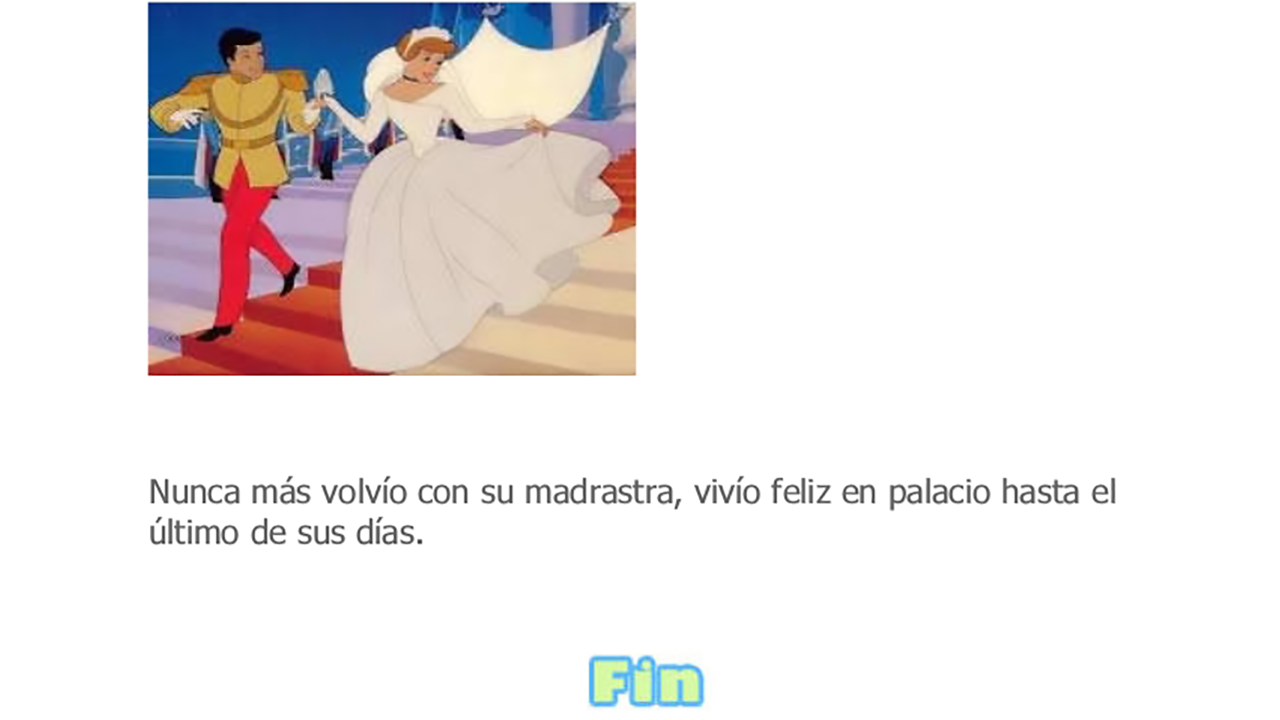 Nunca más volvío con su madrastra, vivío feliz en palacio hasta el
último de sus días.
Fin